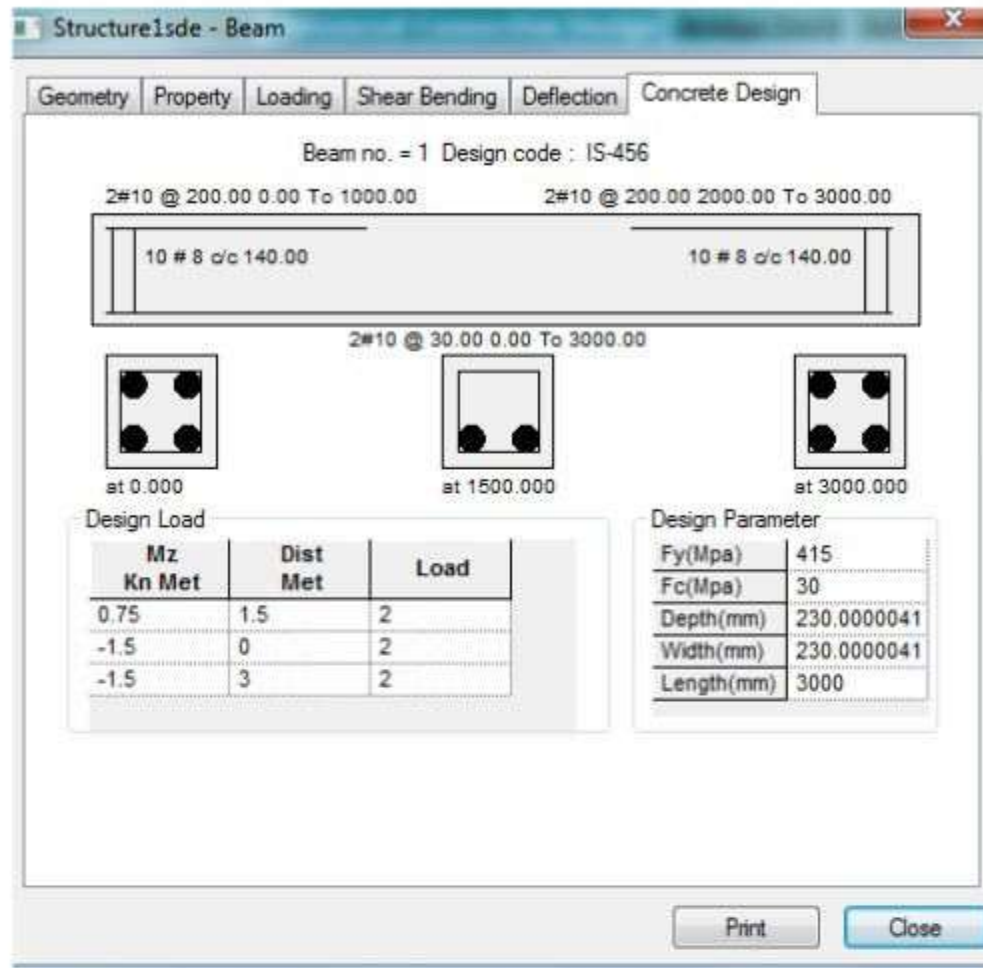 Structure1sde - Beam
Geometry Property Loading Shear Bending Deflection Concrete Design
Beam no. = 1 Design code : IS-456
2#10 @ 200.00 0.00 To 1000.00 2#10 @ 200.00 2000.00 To 3000.00
10 # 8 c/c 140.00 10 # 8 c/c 140.00
2#10 @ 30.00 0.00 To 3000.00
at 0.000 at 1500.000 at 3000.000
Design Load Design Parameter
Mz Dist Load
Kn Met Met
0.75 1.5 2
-1.5 0 2
-1.5 3 2
Fy(Mpa) 415
Fc(Mpa) 30
Depth(mm) 230.0000041
Width(mm) 230.0000041
Length(mm) 3000
Print Close